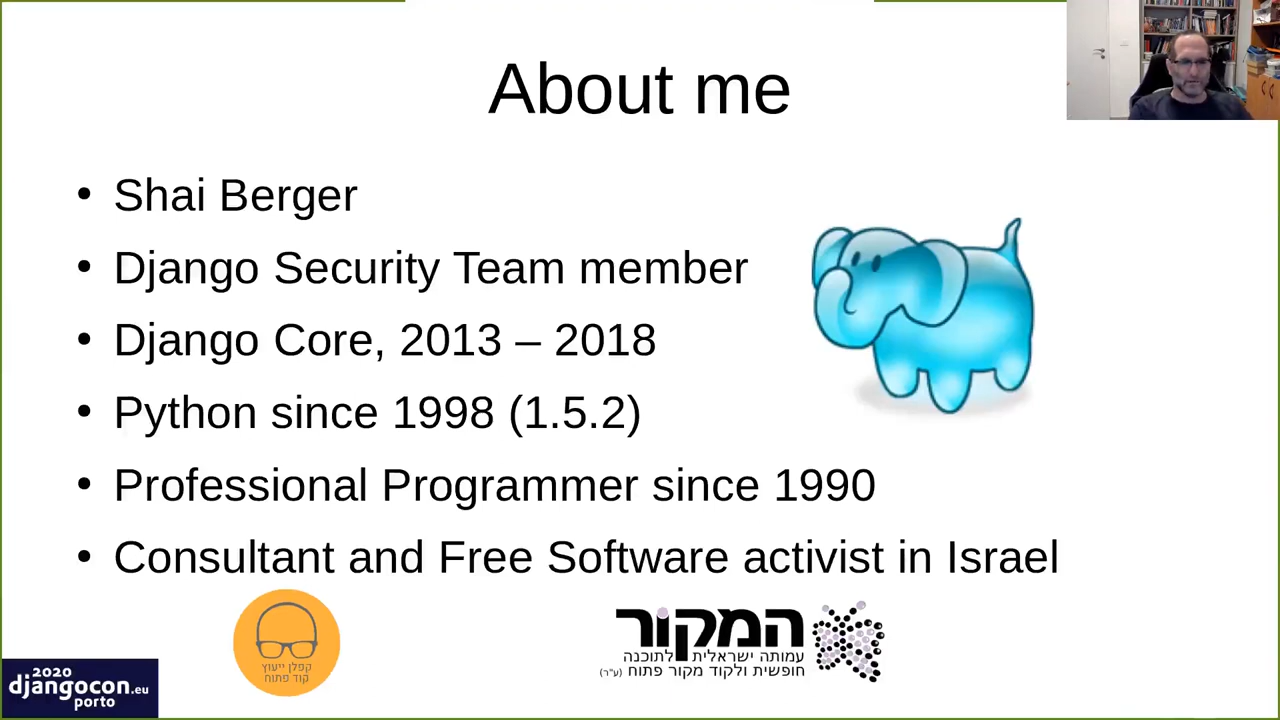 About me
• Shai Berger
• Django Security Team member
• Django Core, 2013 – 2018
• Python since 1998 (1.5.2)
• Professional Programmer since 1990
• Consultant and Free Software activist in Israel
קפלן ייעוץ
קוד פתוח
המקור
עמותה ישראלית לתוכנה
חופשית ולקוד מקור פתוח (ע"ר)
2020
djangocon.eu
porto